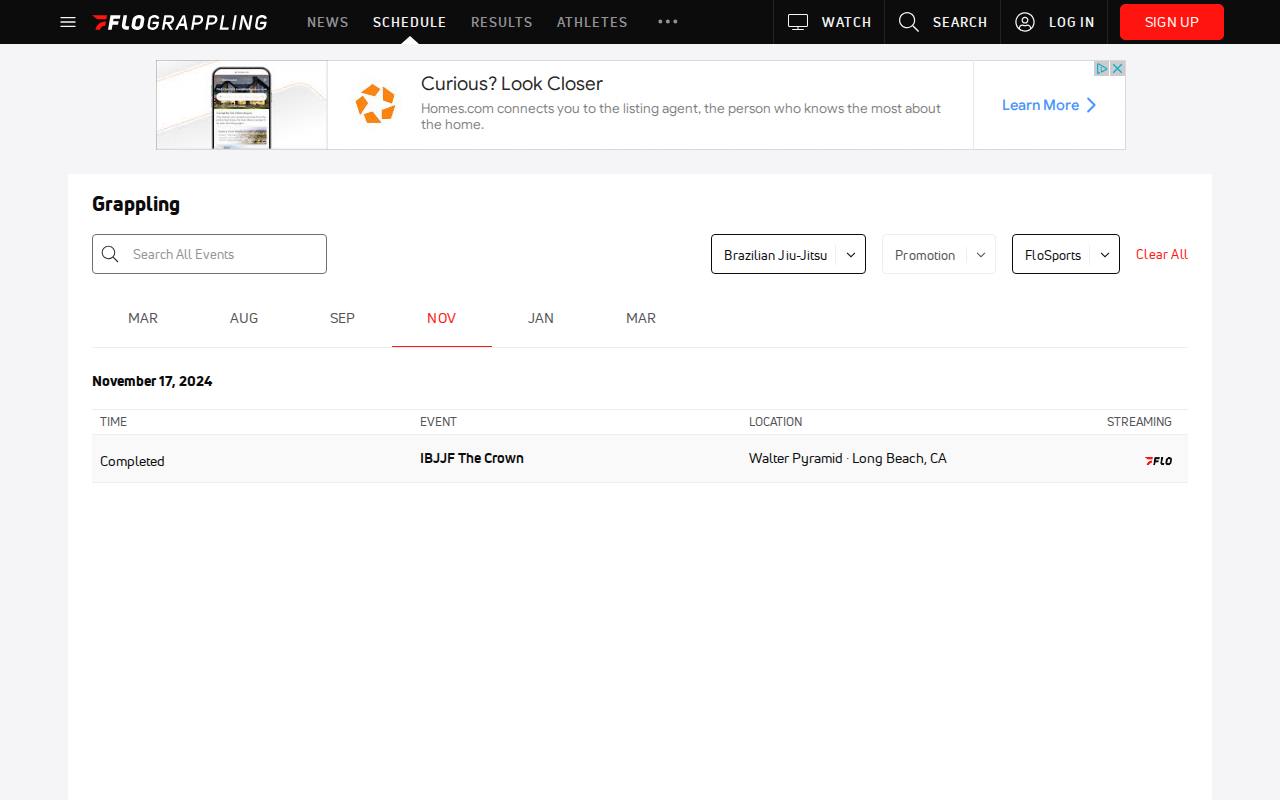 FLOGRAPPLING NEWS SCHEDULE RESULTS ATHLETES WATCH SEARCH LOG IN SIGN UP
Curious? Look Closer
Homes.com connects you to the listing agent, the person who knows the most about
the home.
Learn More
Grappling
Search All Events
Brazilian Jiu-Jitsu Promotion FloSports Clear All
MAR AUG SEP NOV JAN MAR
November 17, 2024
TIME EVENT LOCATION STREAMING
Completed IBJJF The Crown Walter Pyramid · Long Beach, CA FLO